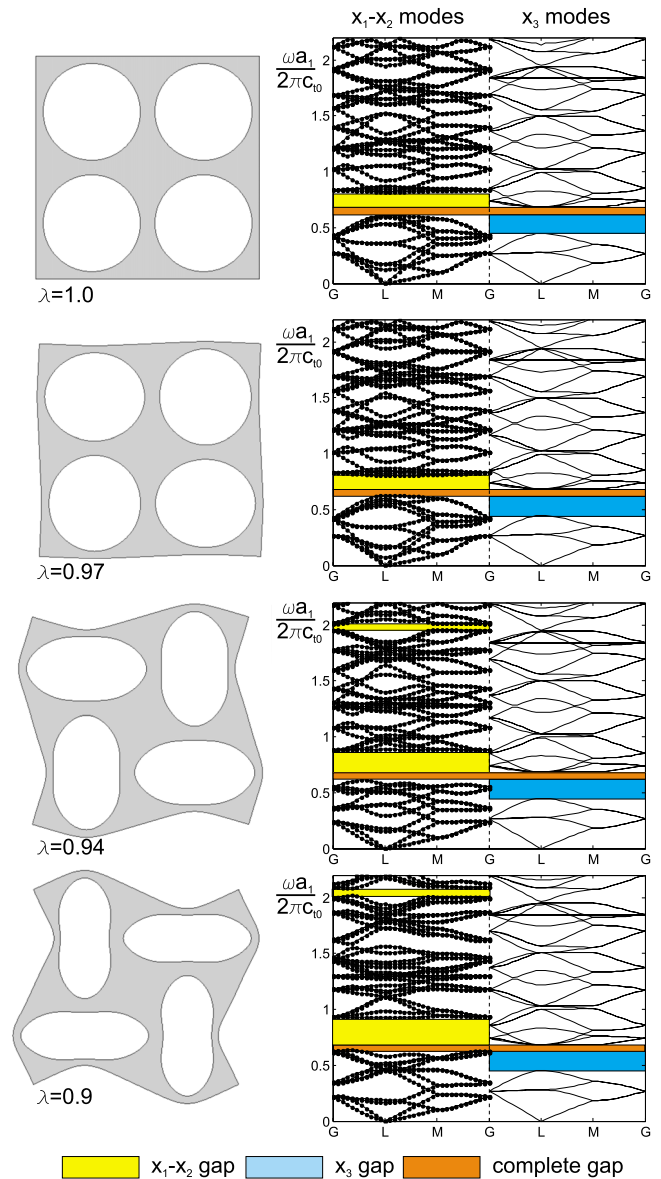 x₁-x₂ modes x₃ modes
ωa₁
2πcₜ₀
2
1.5
1
0.5
0
G L M G L M G
λ=1.0
ωa₁
2πcₜ₀
2
1.5
1
0.5
0
G L M G L M G
λ=0.97
ωa₁
2πcₜ₀
2
1.5
1
0.5
0
G L M G L M G
λ=0.94
ωa₁
2πcₜ₀
2
1.5
1
0.5
0
G L M G L M G
λ=0.9
x₁-x₂ gap x₃ gap complete gap